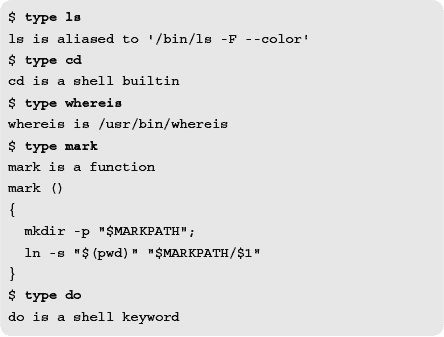 $ type ls
ls is aliased to '/bin/ls -F --color'
$ type cd
cd is a shell builtin
$ type whereis
whereis is /usr/bin/whereis
$ type mark
mark is a function
mark ()
{
  mkdir -p "$MARKPATH";
  ln -s "$(pwd)" "$MARKPATH/$1"
}
$ type do
do is a shell keyword